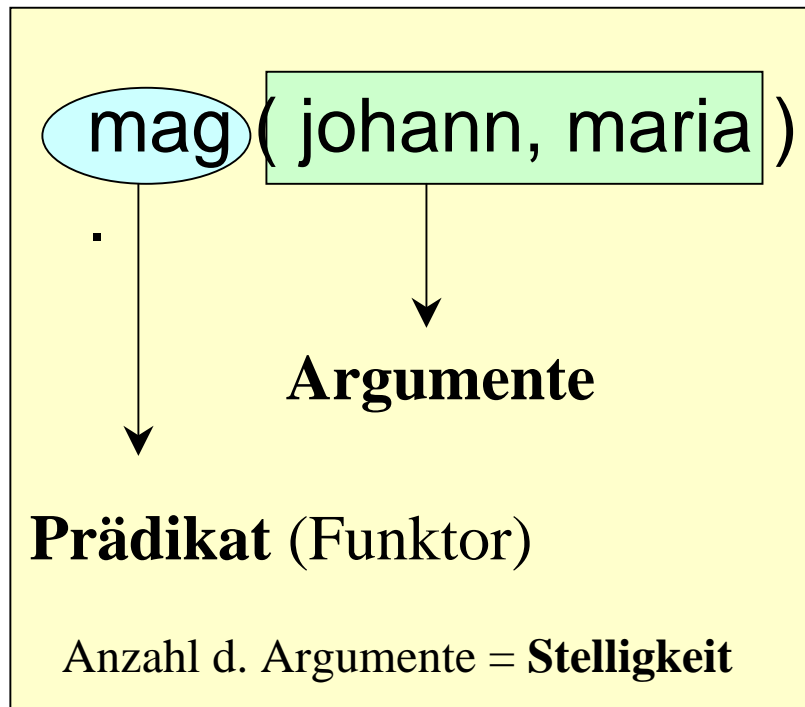 mag ( johann, maria )
.
Argumente
Prädikat (Funktor)
Anzahl d. Argumente = Stelligkeit